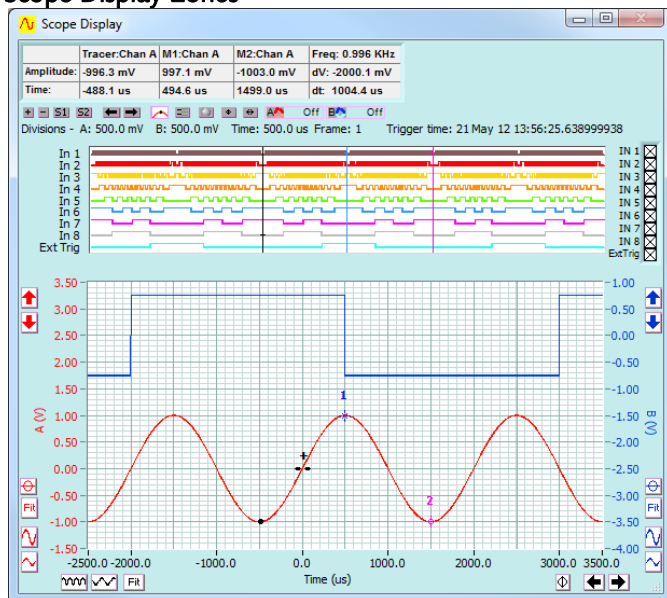 Scope Display Zones
Scope Display
Tracer:Chan A M1:Chan A M2:Chan A Freq: 0.996 KHz
Amplitude: -996.3 mV 997.1 mV -1003.0 mV dV: -2000.1 mV
Time: -488.1 us 494.6 us 1499.0 us dt: 1004.4 us
+ - S1 S2 A Off B Off
Divisions - A: 500.0 mV B: 500.0 mV Time: 500.0 us Frame: 1 Trigger time: 21 May 12 13:56:25.638999938
In 1 IN 1
In 2 IN 2
In 3 IN 3
In 4 IN 4
In 5 IN 5
In 6 IN 6
In 7 IN 7
In 8 IN 8
Ext Trig ExtTrig
3.50 -1.00
3.00 -0.50
2.50 0.00
2.00 -0.50
1.50 -1.00
1
1.00 -1.50
A (V) B (V)
0.50 -2.00
0.00 -2.50
-0.50 -3.00
Fit Fit
2
-1.00 -3.50
-1.50 -4.00
-2500.0 -2000.0 -1000.0 0.0 1000.0 2000.0 3000.0 3500.0
Fit Time (us)